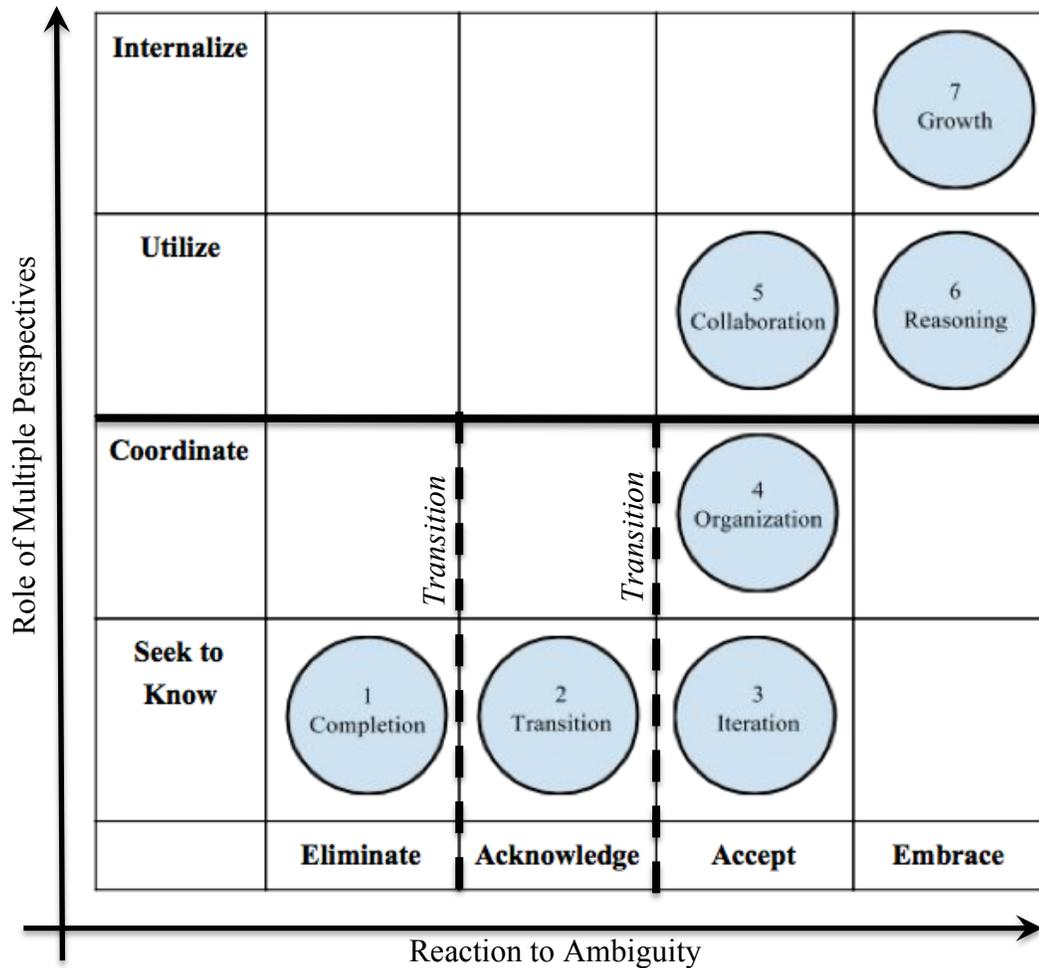 Role of Multiple Perspectives
Internalize
7
Growth
Utilize
5
Collaboration
6
Reasoning
Coordinate
Transition
Transition
4
Organization
Seek to
Know
1
Completion
2
Transition
3
Iteration
Eliminate
Acknowledge
Accept
Embrace
Reaction to Ambiguity